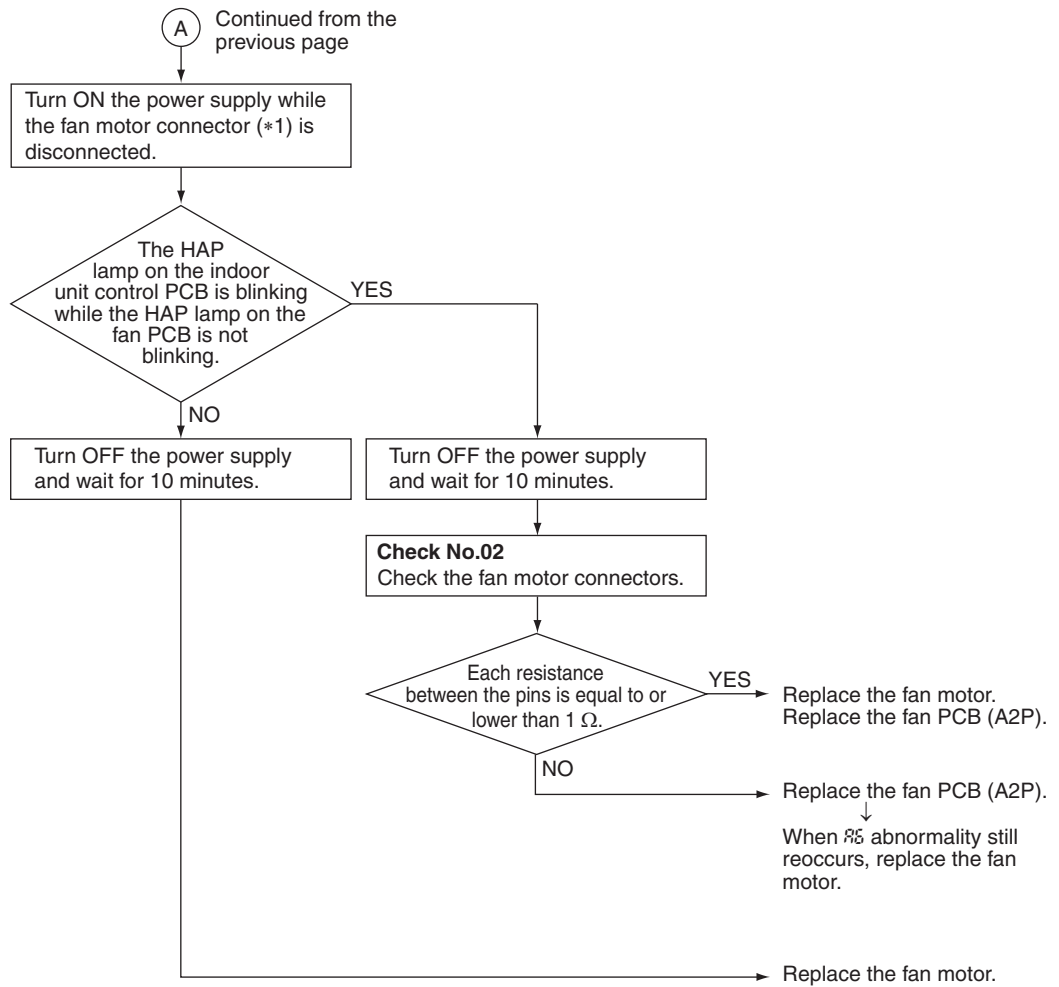 A
Continued from the
previous page
Turn ON the power supply while
the fan motor connector (∗1) is
disconnected.
The HAP
lamp on the indoor
unit control PCB is blinking
while the HAP lamp on the
fan PCB is not
blinking.
YES
NO
Turn OFF the power supply
and wait for 10 minutes.
Turn OFF the power supply
and wait for 10 minutes.
Check No.02
Check the fan motor connectors.
Each resistance
between the pins is equal to or
lower than 1 Ω.
YES
Replace the fan motor.
Replace the fan PCB (A2P).
NO
Replace the fan PCB (A2P).
↓
When A6 abnormality still
reoccurs, replace the fan
motor.
Replace the fan motor.